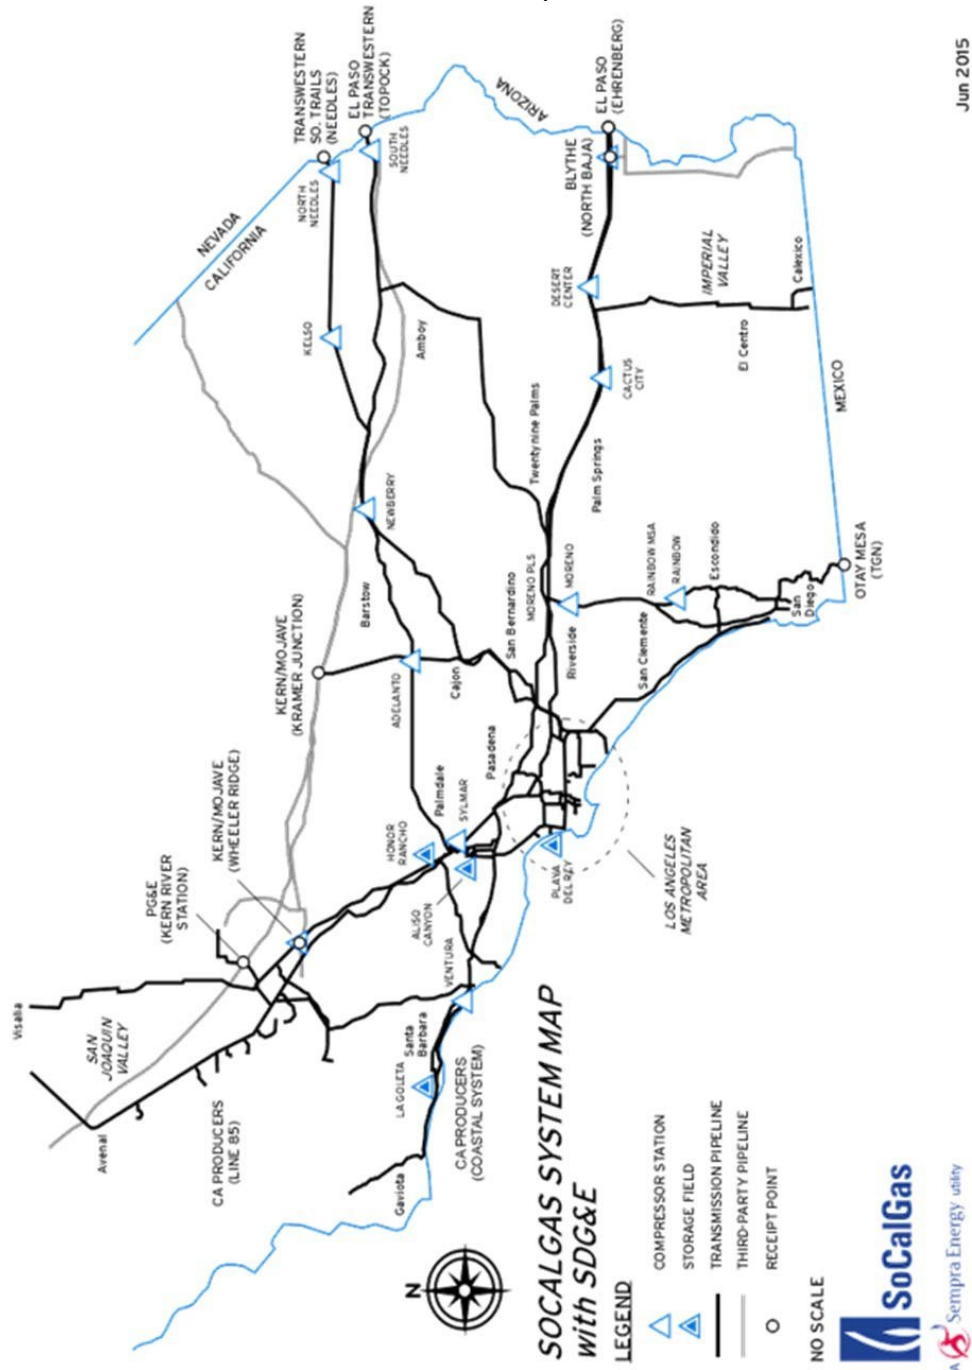 TRANSWESTERN
SO. TRAILS
(NEEDLES)
EL PASO
TRANSWESTERN
(TOPOCK)
NORTH
NEEDLES
SOUTH
NEEDLES
NEVADA
CALIFORNIA
ARIZONA
EL PASO
(EHRENBERG)
BLYTHE
(NORTH BAJA)
KELSO
Amboy
DESERT
CENTER
IMPERIAL
VALLEY
Calexico
El Centro
CACTUS
CITY
MEXICO
Twentynine Palms
Palm Springs
NEWBERRY
Barstow
KERN/MOJAVE
(KRAMER JUNCTION)
ADELANTO
Cajon
San Bernardino
MORENO PLS
MORENO
Riverside
RAINBOW MSA
RAINBOW
Escondido
San Clemente
San
Diego
OTAY MESA
(TGN)
KERN/MOJAVE
(WHEELER RIDGE)
PG&E
(KERN RIVER
STATION)
HONOR
RANCHO
Palmdale
SYLMAR
Pasadena
ALISO
CANYON
PLAYA
DEL REY
LOS ANGELES
METROPOLITAN
AREA
VENTURA
Santa
Barbara
LA GOLETA
CA PRODUCERS
(COASTAL SYSTEM)
Gaviota
Visalia
SAN
JOAQUIN
VALLEY
Avenal
CA PRODUCERS
(LINE 85)
N
SOCALGAS SYSTEM MAP
with SDG&E
LEGEND
COMPRESSOR STATION
STORAGE FIELD
TRANSMISSION PIPELINE
THIRD-PARTY PIPELINE
RECEIPT POINT
NO SCALE
SoCalGas
A Sempra Energy utility
Jun 2015